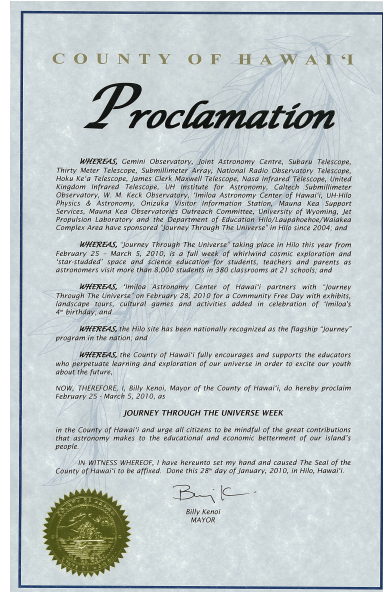 COUNTY OF HAWAI'I
Proclamation
WHEREAS, Gemini Observatory, Joint Astronomy Centre, Subaru Telescope,
Thirty Meter Telescope, Submillimeter Array, National Radio Observatory Telescope,
Hoku Ke'a Telescope, James Clerk Maxwell Telescope, Nasa Infrared Telescope, United
Kingdom Infrared Telescope, UH Institute for Astronomy, Caltech Submillimeter
Observatory, W. M. Keck Observatory, 'Imiloa Astronomy Center of Hawai'i, UH-Hilo
Physics & Astronomy, Onizuka Visitor Information Station, Mauna Kea Support
Services, Mauna Kea Observatories Outreach Committee, University of Wyoming, Jet
Propulsion Laboratory and the Department of Education Hilo/Laupahoehoe/Waiakea
Complex Area have sponsored "Journey Through The Universe" in Hilo since 2004; and
WHEREAS, "Journey Through The Universe" taking place in Hilo this year from
February 25 – March 5, 2010, is a full week of whirlwind cosmic exploration and
'star-studded' space and science education for students, teachers and parents as
astronomers visit more than 8,000 students in 380 classrooms at 21 schools; and
WHEREAS, 'Imiloa Astronomy Center of Hawai'i partners with "Journey
Through The Universe" on February 28, 2010 for a Community Free Day with exhibits,
landscape tours, cultural games and activities added in celebration of 'Imiloa's
4th birthday; and
WHEREAS, the Hilo site has been nationally recognized as the flagship "Journey"
program in the nation; and
WHEREAS, the County of Hawai'i fully encourages and supports the educators
who perpetuate learning and exploration of our universe in order to excite our youth
about the future,
NOW, THEREFORE, I, Billy Kenoi, Mayor of the County of Hawai'i, do hereby proclaim
February 25 - March 5, 2010, as
JOURNEY THROUGH THE UNIVERSE WEEK
in the County of Hawai'i and urge all citizens to be mindful of the great contributions
that astronomy makes to the educational and economic betterment of our island's
people.
IN WITNESS WHEREOF, I have hereunto set my hand and caused The Seal of the
County of Hawai'i to be affixed. Done this 28th day of January, 2010, in Hilo, Hawai'i.
Billy Kenoi
MAYOR